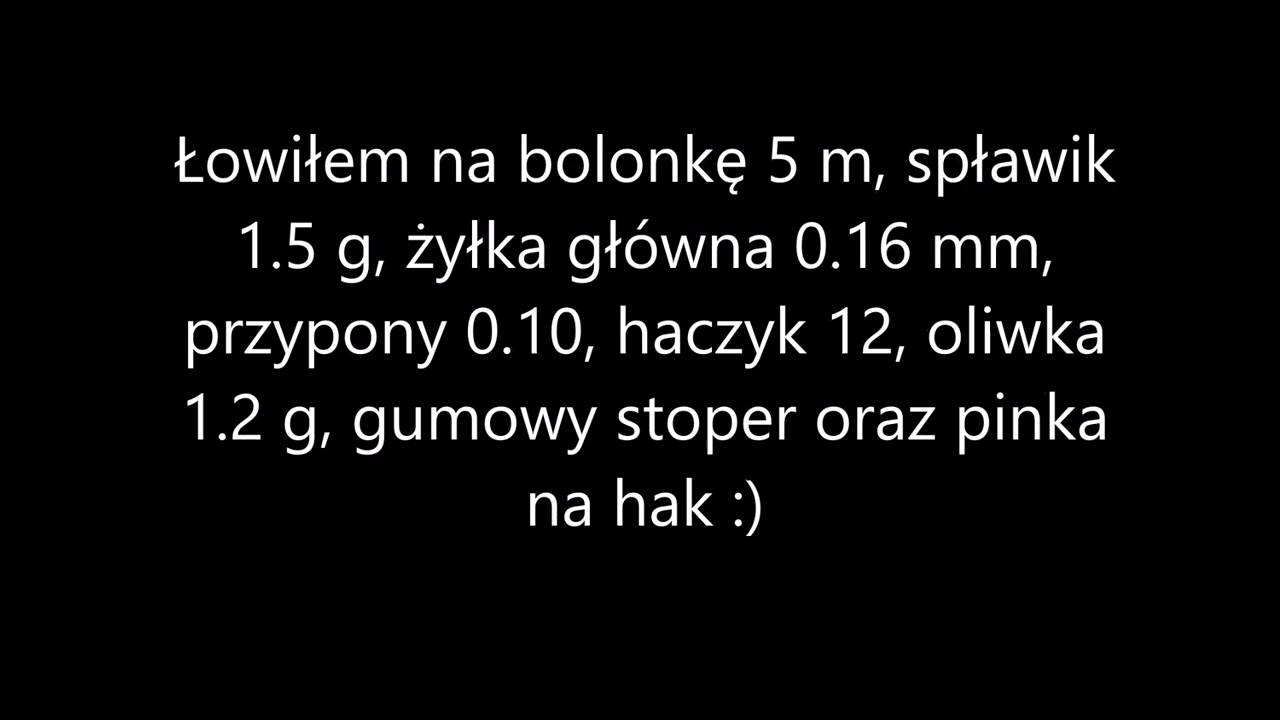 Łowiłem na bolonkę 5 m, spławik
1.5 g, żyłka główna 0.16 mm,
przypony 0.10, haczyk 12, oliwka
1.2 g, gumowy stoper oraz pinka
na hak :)